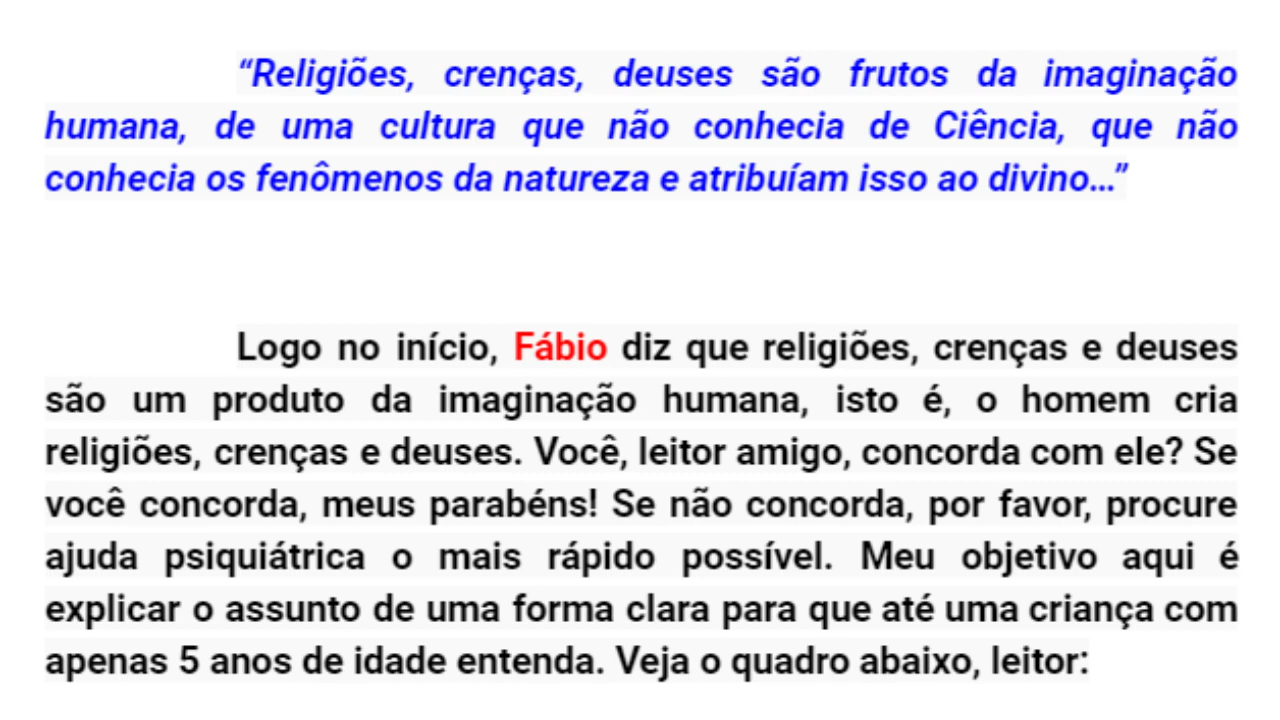 “Religiões, crenças, deuses são frutos da imaginação
humana, de uma cultura que não conhecia de Ciência, que não
conhecia os fenômenos da natureza e atribuíam isso ao divino...”
Logo no início, Fábio diz que religiões, crenças e deuses
são um produto da imaginação humana, isto é, o homem cria
religiões, crenças e deuses. Você, leitor amigo, concorda com ele? Se
você concorda, meus parabéns! Se não concorda, por favor, procure
ajuda psiquiátrica o mais rápido possível. Meu objetivo aqui é
explicar o assunto de uma forma clara para que até uma criança com
apenas 5 anos de idade entenda. Veja o quadro abaixo, leitor: